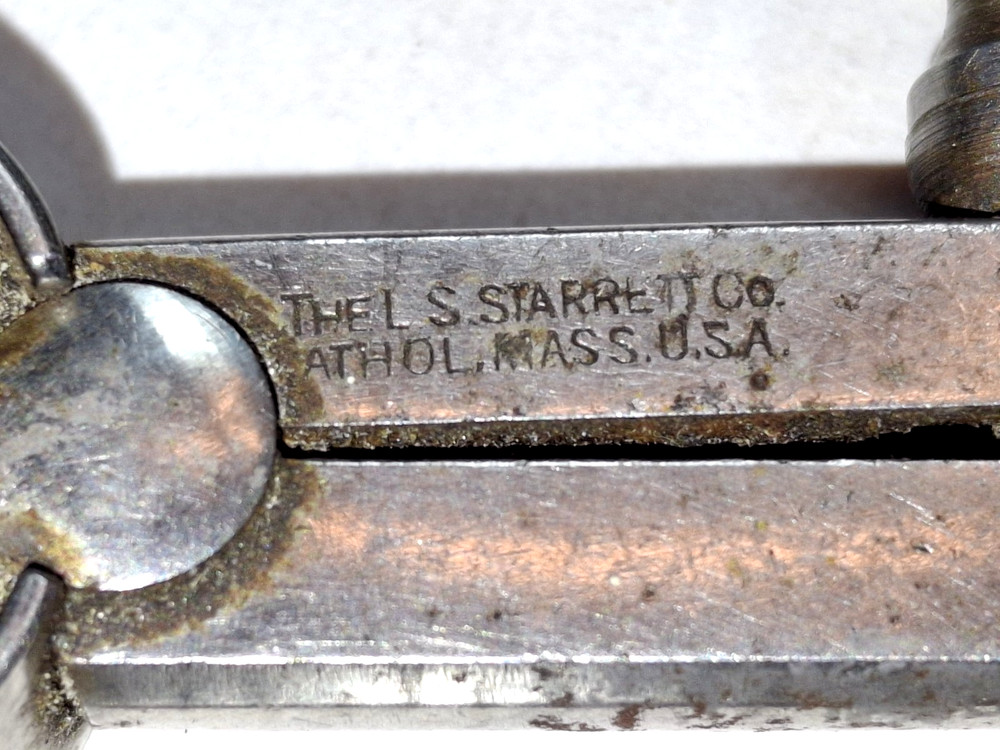 THE L S. STARRETT CO.
ATHOL, MASS. U.S.A.